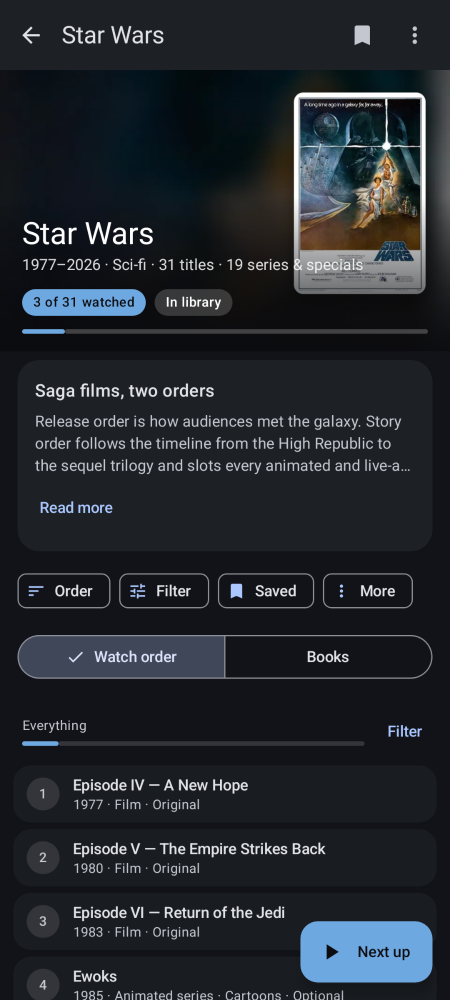 Star Wars
A long time ago in a galaxy far, far away...
STAR WARS
Star Wars
1977–2026 · Sci-fi · 31 titles · 19 series & specials
3 of 31 watched
In library
Saga films, two orders
Release order is how audiences met the galaxy. Story
order follows the timeline from the High Republic to
the sequel trilogy and slots every animated and live-a…
Read more
Order
Filter
Saved
More
Watch order
Books
Everything
Filter
1
Episode IV — A New Hope
1977 · Film · Original
2
Episode V — The Empire Strikes Back
1980 · Film · Original
3
Episode VI — Return of the Jedi
1983 · Film · Original
4
Ewoks
1985 · Animated series · Cartoons · Optional
Next up